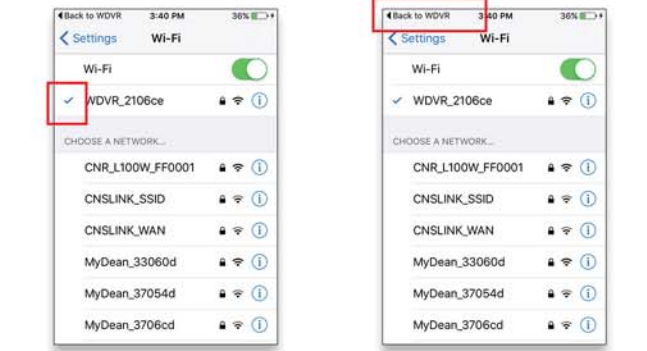 Back to WDVR 3:40 PM 36%
Settings Wi-Fi
Wi-Fi
WDVR_2106ce
CHOOSE A NETWORK...
CNR_L100W_FF0001
CNSLINK_SSID
CNSLINK_WAN
MyDean_33060d
MyDean_37054d
MyDean_3706cd
Back to WDVR 3:40 PM 36%
Settings Wi-Fi
Wi-Fi
WDVR_2106ce
CHOOSE A NETWORK...
CNR_L100W_FF0001
CNSLINK_SSID
CNSLINK_WAN
MyDean_33060d
MyDean_37054d
MyDean_3706cd